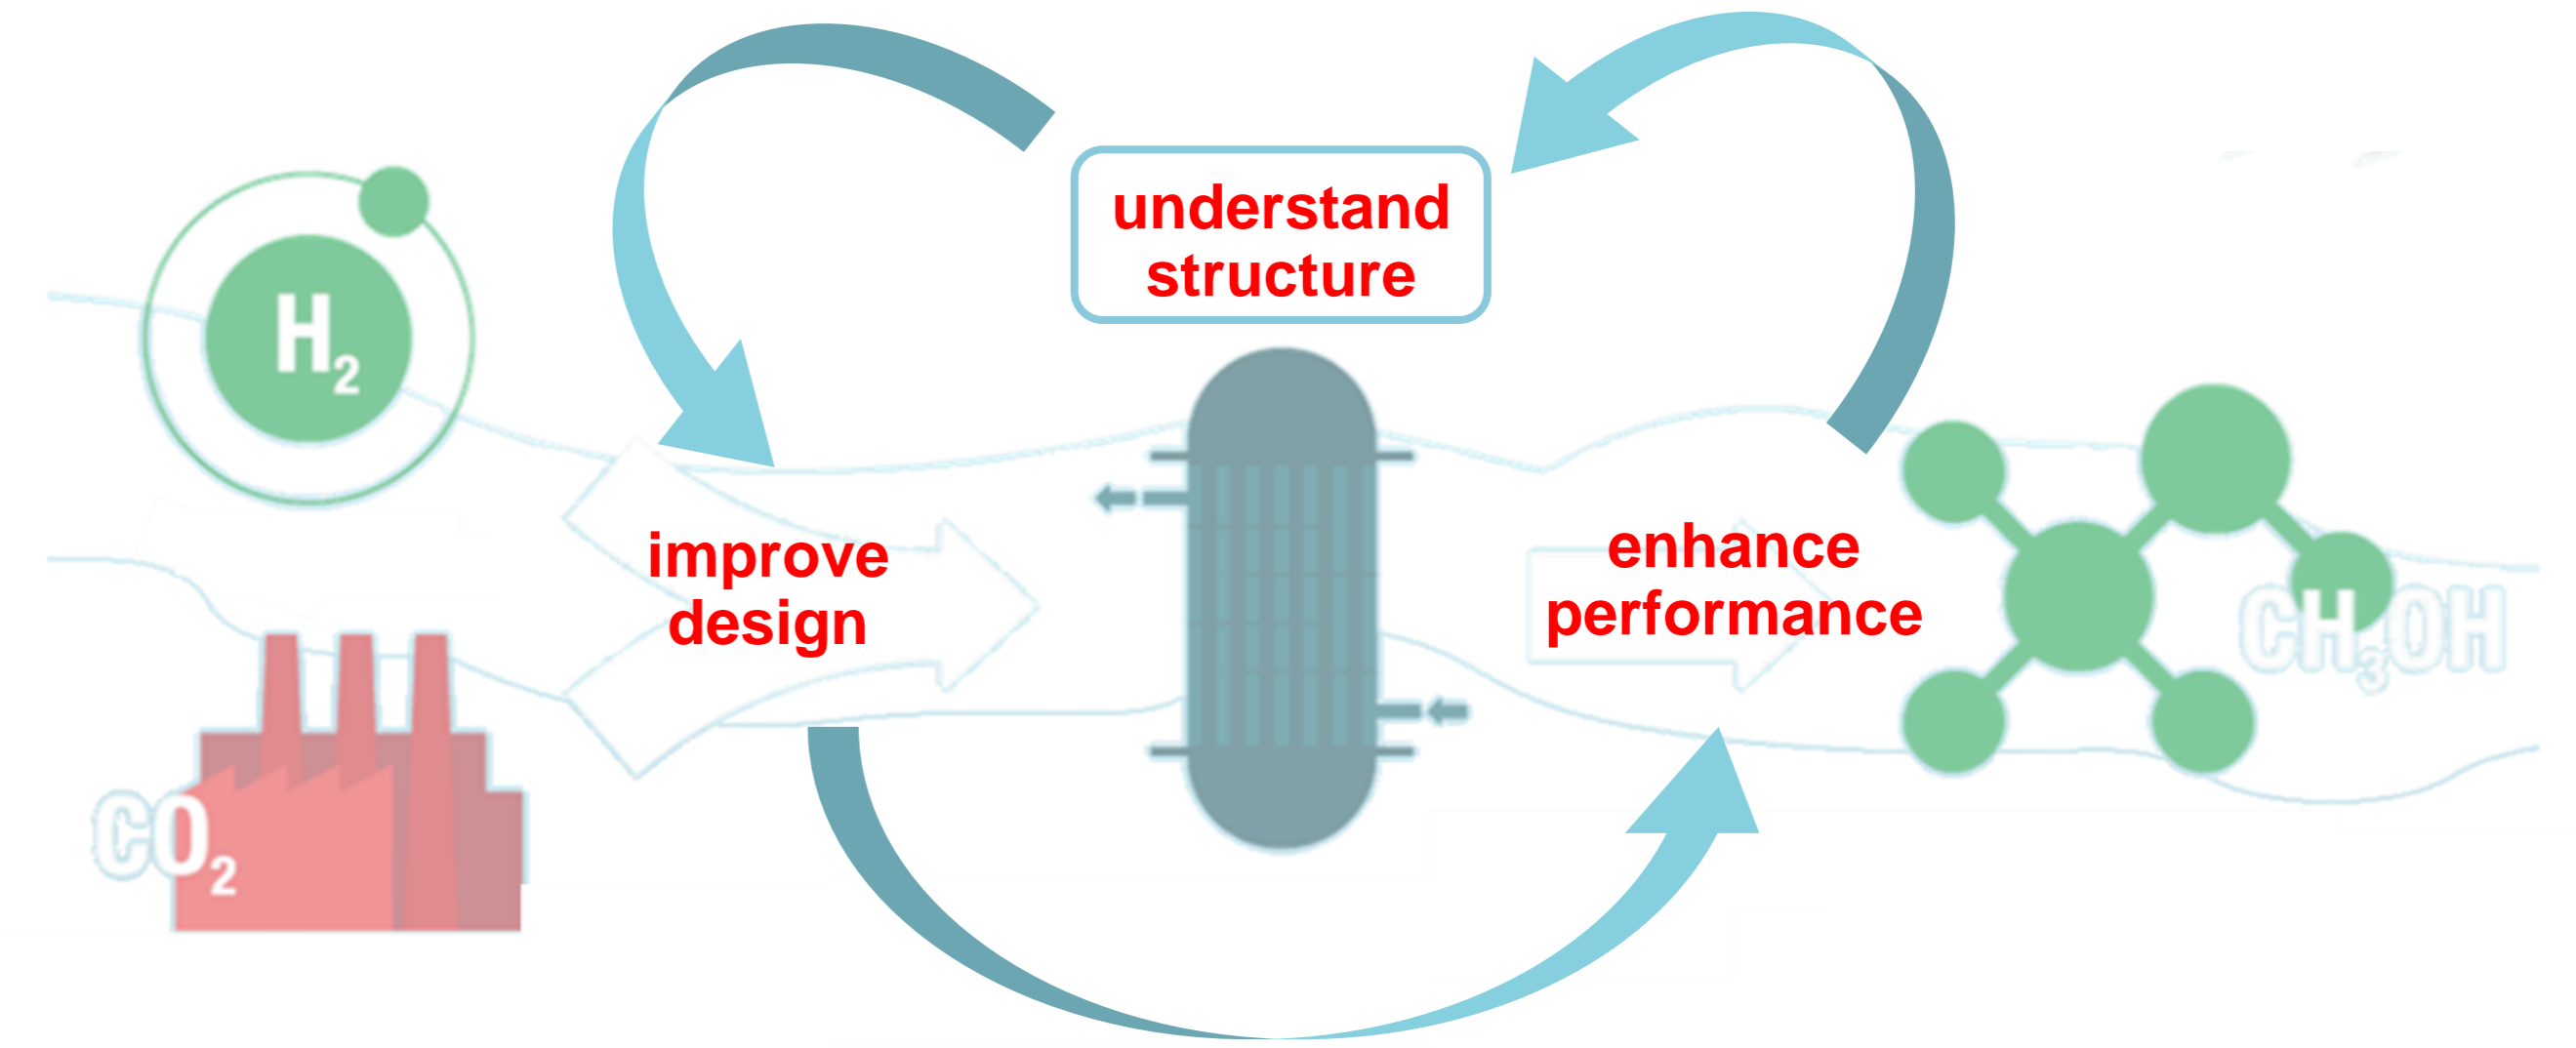 understand
structure
H₂
improve
design
enhance
performance
CH₃OH
CO₂